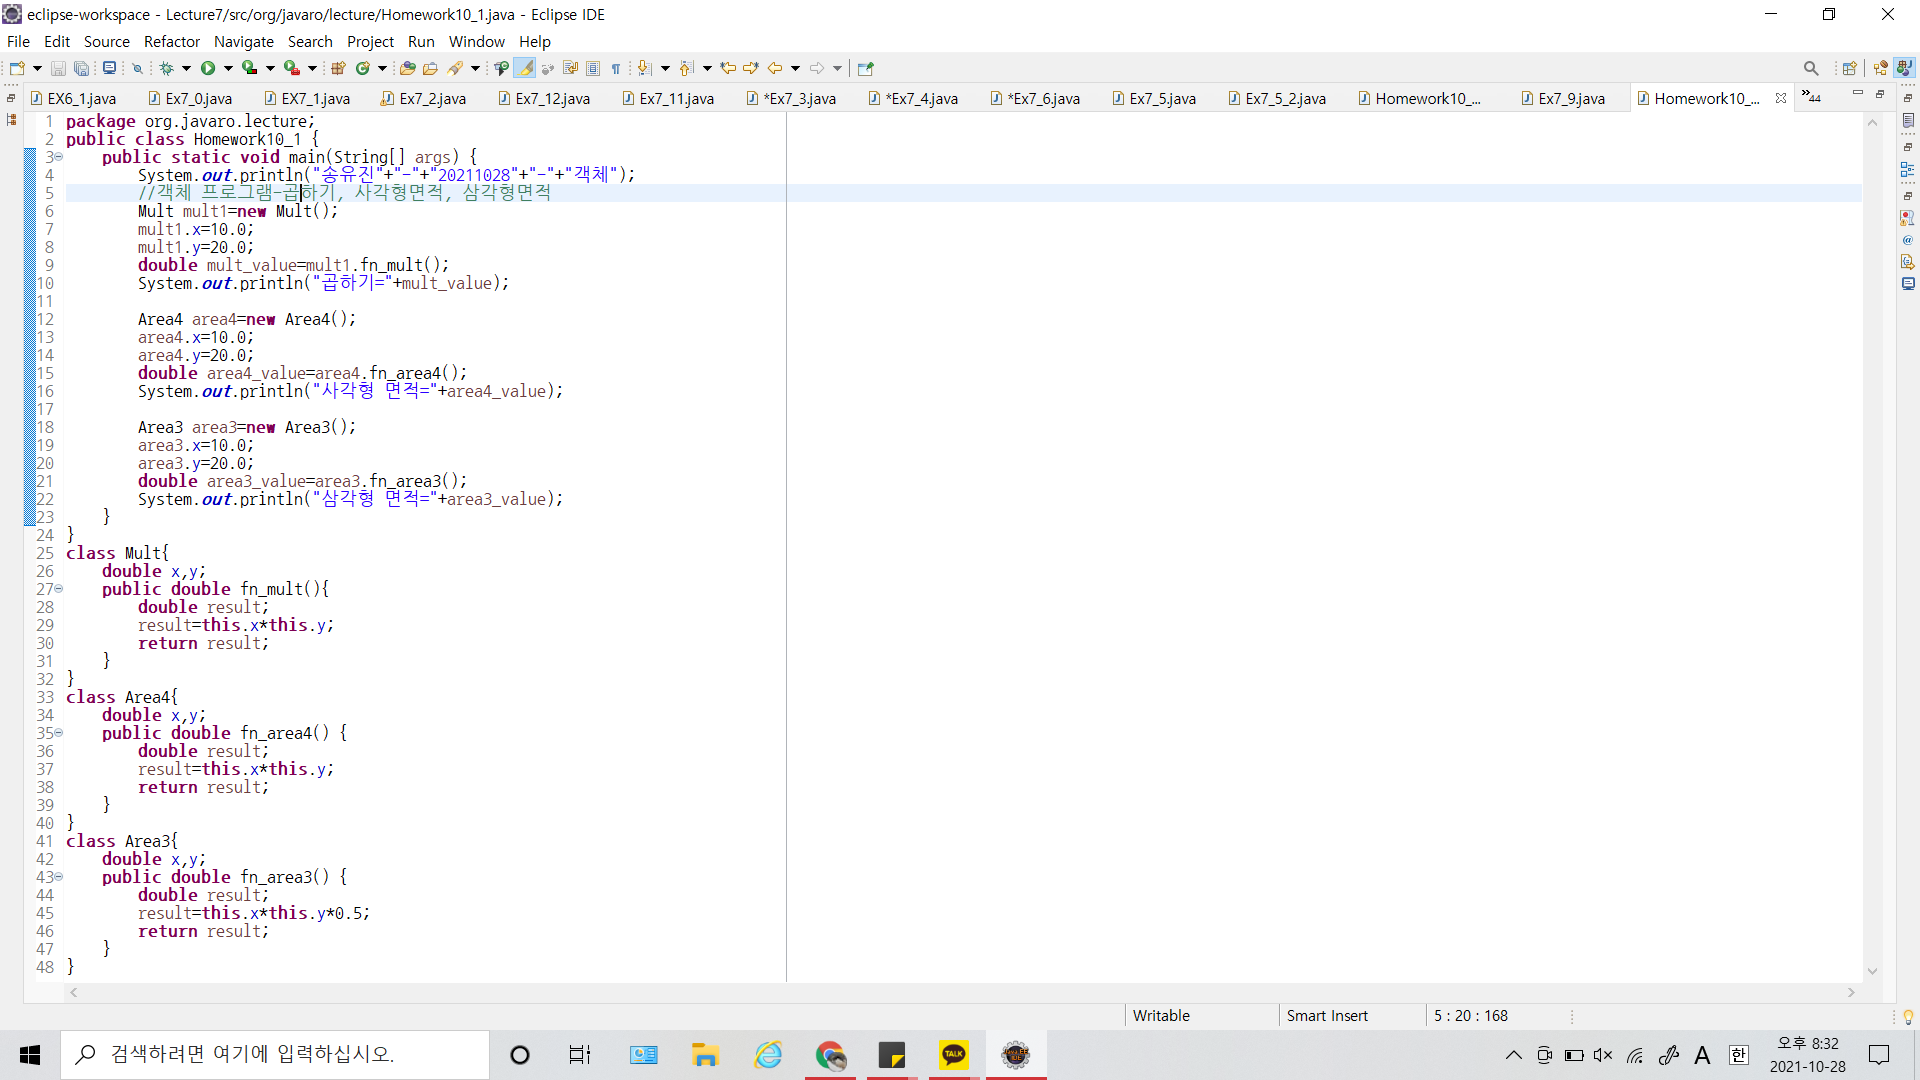 eclipse-workspace - Lecture7/src/org/javaro/lecture/Homework10_1.java - Eclipse IDE
File Edit Source Refactor Navigate Search Project Run Window Help
EX6_1.java Ex7_0.java EX7_1.java Ex7_2.java Ex7_12.java Ex7_11.java *Ex7_3.java *Ex7_4.java *Ex7_6.java Ex7_5.java Ex7_5_2.java Homework10_... Ex7_9.java Homework10_... »44
1 package org.javaro.lecture;
2 public class Homework10_1 {
3 public static void main(String[] args) {
4 System.out.println("송유진"+"-"+"20211028"+"-"+"객체");
5 //객체 프로그램-곱하기, 사각형면적, 삼각형면적
6 Mult mult1=new Mult();
7 mult1.x=10.0;
8 mult1.y=20.0;
9 double mult_value=mult1.fn_mult();
10 System.out.println("곱하기="+mult_value);
11
12 Area4 area4=new Area4();
13 area4.x=10.0;
14 area4.y=20.0;
15 double area4_value=area4.fn_area4();
16 System.out.println("사각형 면적="+area4_value);
17
18 Area3 area3=new Area3();
19 area3.x=10.0;
20 area3.y=20.0;
21 double area3_value=area3.fn_area3();
22 System.out.println("삼각형 면적="+area3_value);
23 }
24 }
25 class Mult{
26 double x,y;
27 public double fn_mult(){
28 double result;
29 result=this.x*this.y;
30 return result;
31 }
32 }
33 class Area4{
34 double x,y;
35 public double fn_area4() {
36 double result;
37 result=this.x*this.y;
38 return result;
39 }
40 }
41 class Area3{
42 double x,y;
43 public double fn_area3() {
44 double result;
45 result=this.x*this.y*0.5;
46 return result;
47 }
48 }
Writable Smart Insert 5 : 20 : 168
검색하려면 여기에 입력하십시오.
TALK
A 한 오후 8:32
2021-10-28